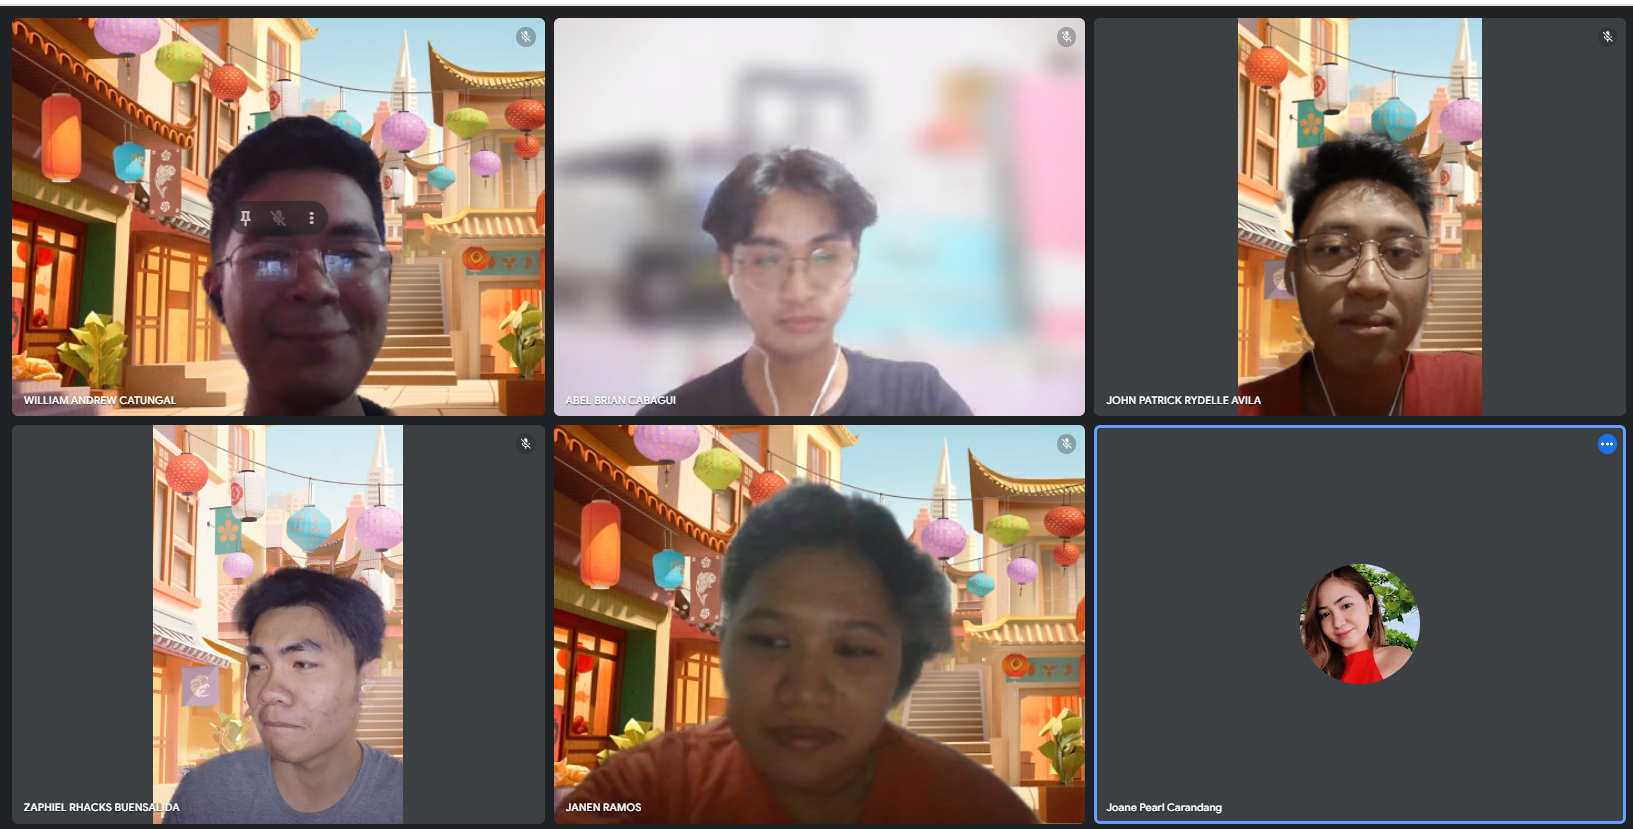 WILLIAM ANDREW CATUNGAL
ABEL BRIAN CABAGUI
JOHN PATRICK RYDELLE AVILA
ZAPHIEL RHACKS BUENSALIDA
JANEN RAMOS
Joane Pearl Carandang